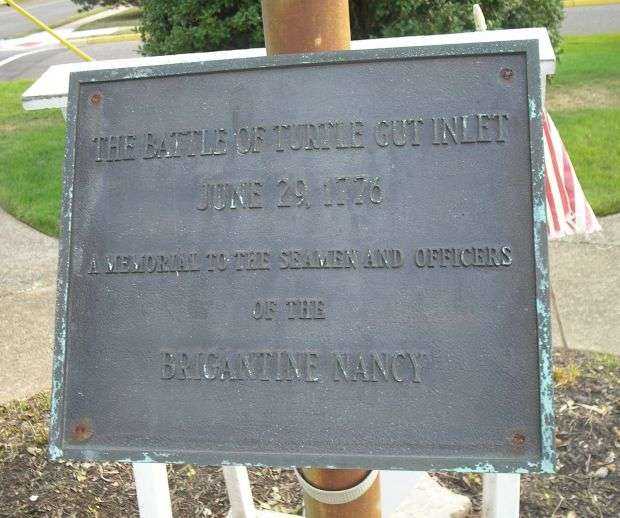 THE BATTLE OF TURTLE GUT INLET
JUNE 29, 1776
A MEMORIAL TO THE SEAMEN AND OFFICERS
OF THE
BRIGANTINE NANCY